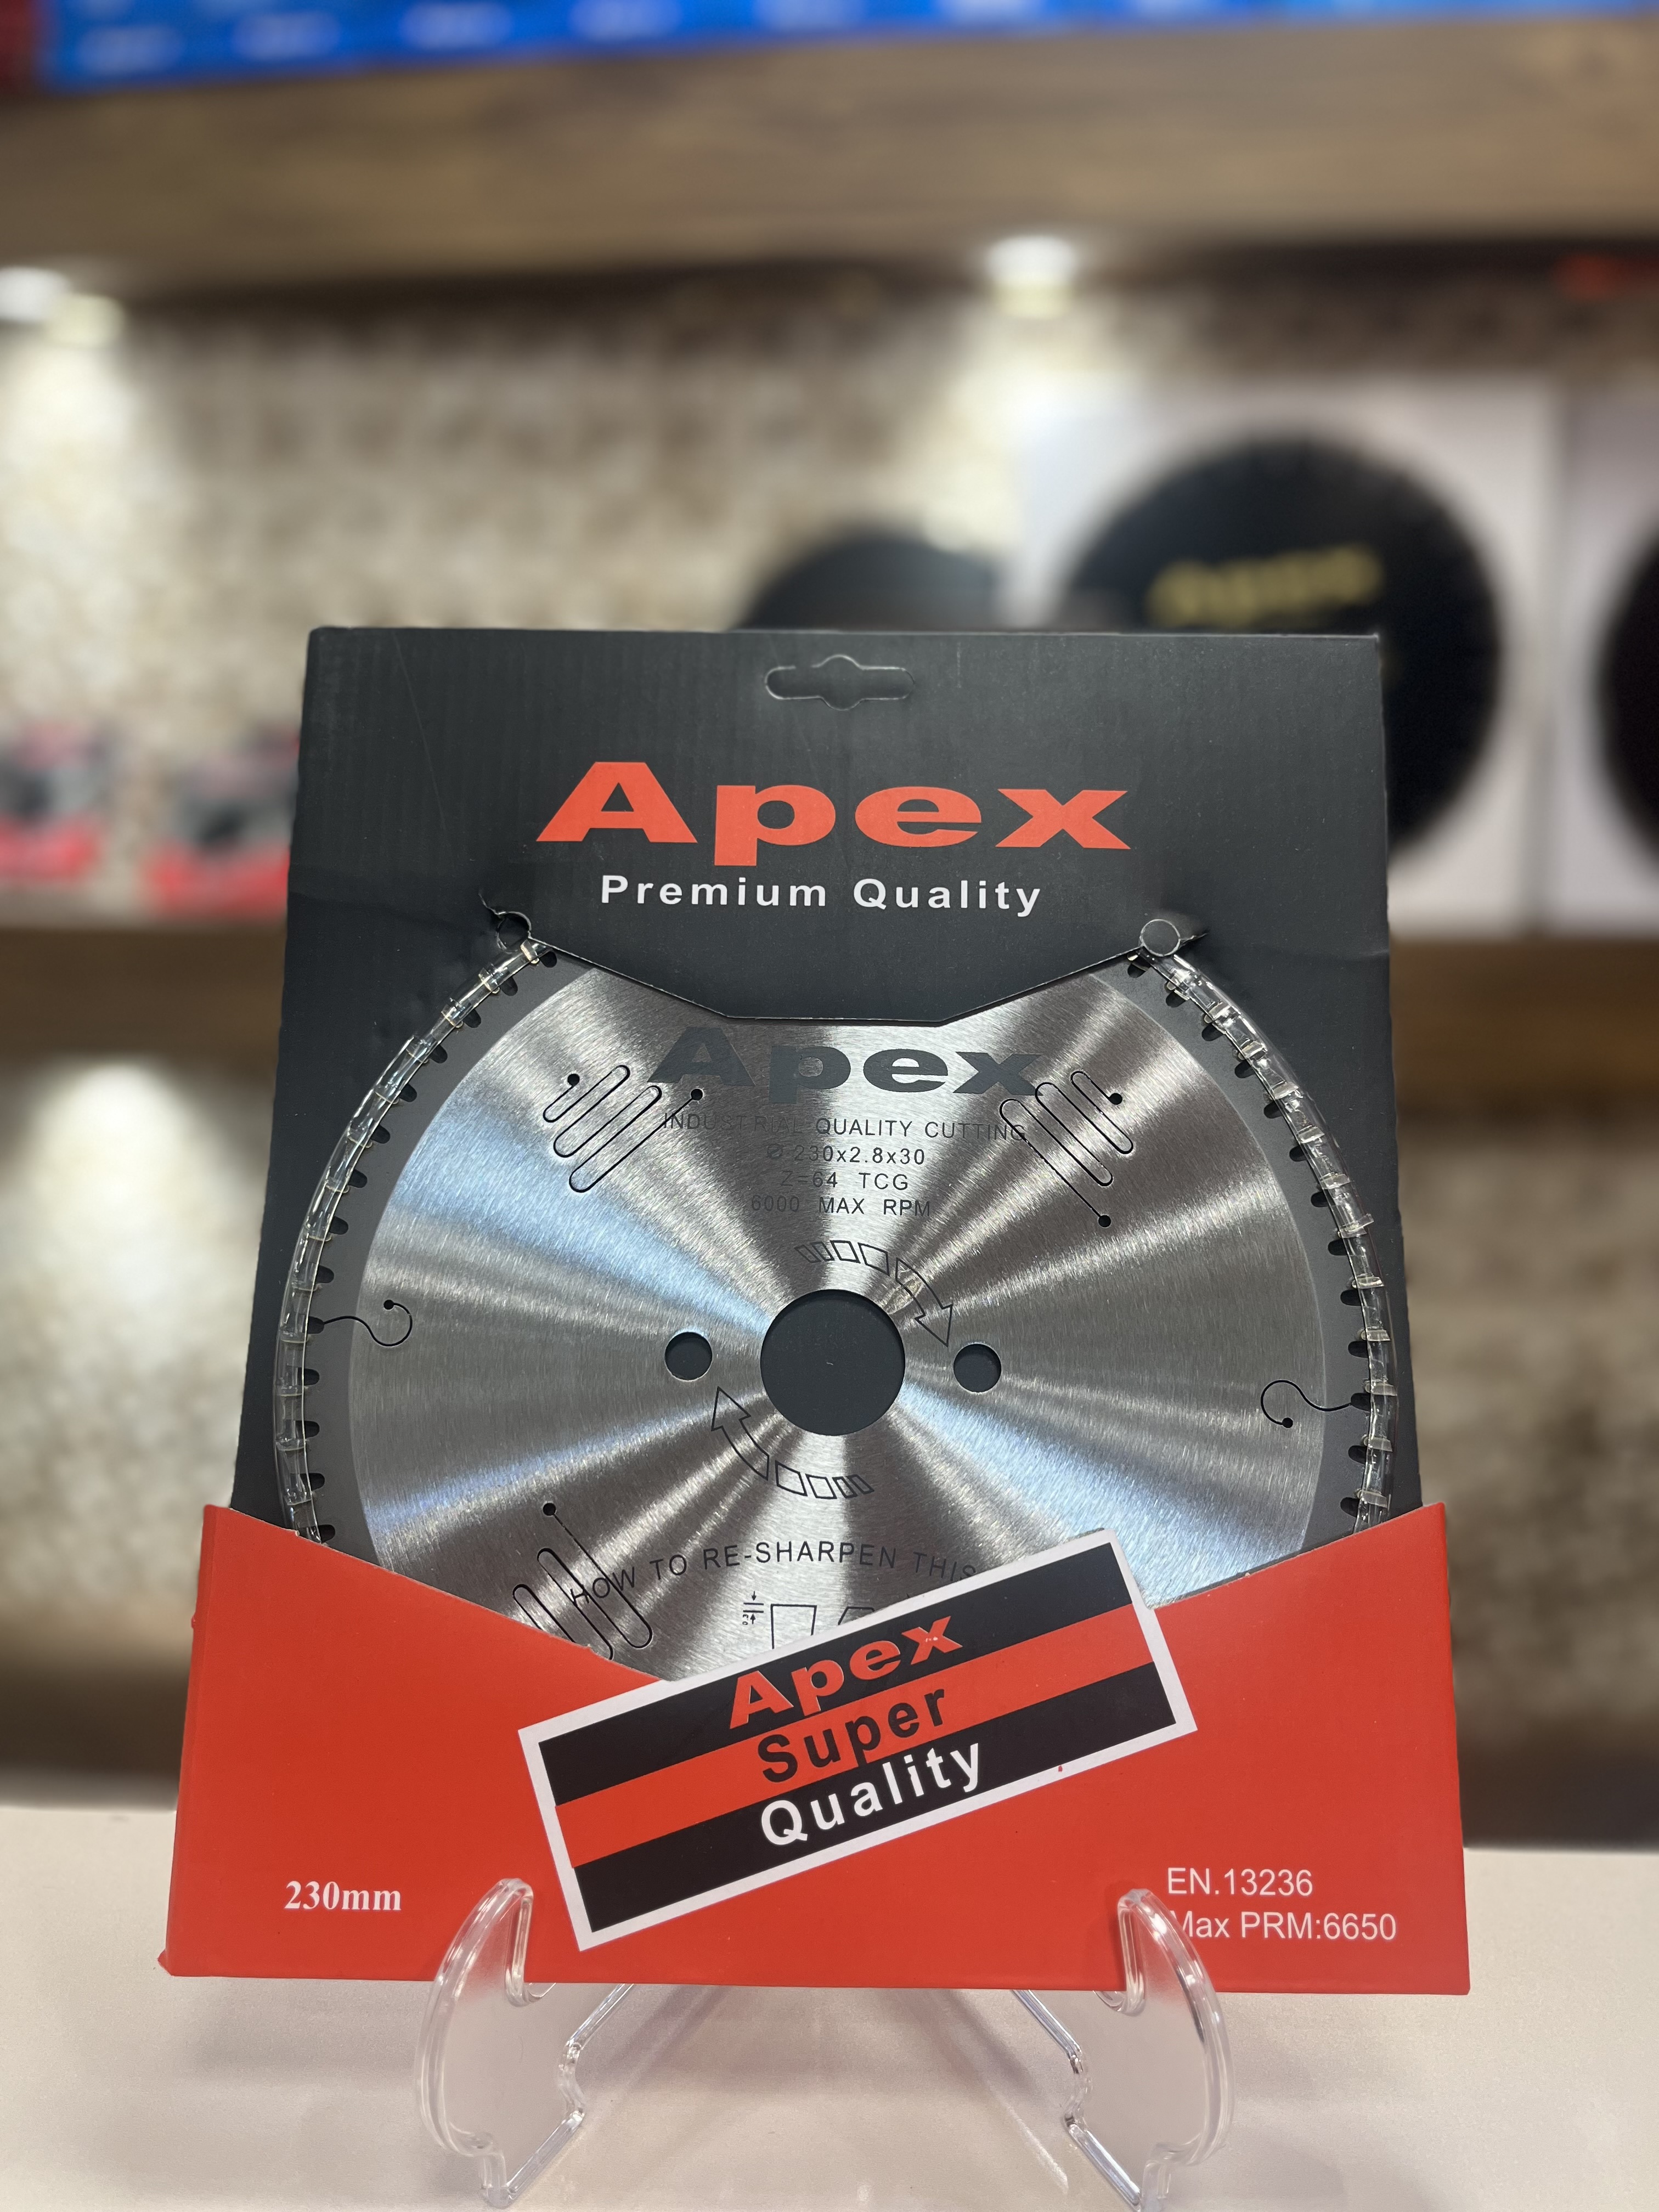 Apex
Premium Quality
Apex
INDUSTRIAL QUALITY CUTTING
Ø 230x2.8x30
Z=64 TCG
6000 MAX RPM
HOW TO RE-SHARPEN THIS
Apex
Super
Quality
230mm
EN.13236
Max PRM:6650